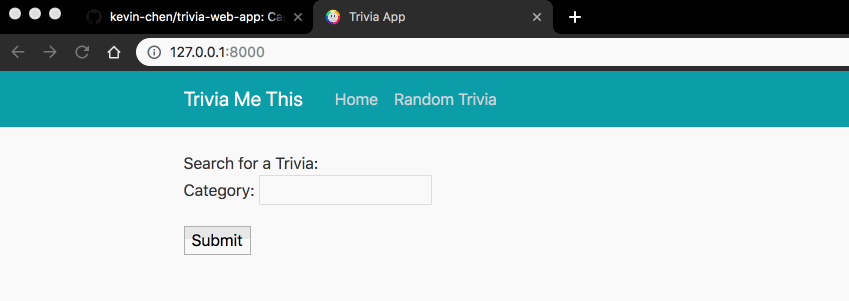 kevin-chen/trivia-web-app: Ca
Trivia App
127.0.0.1:8000
Trivia Me This Home Random Trivia
Search for a Trivia:
Category:
Submit